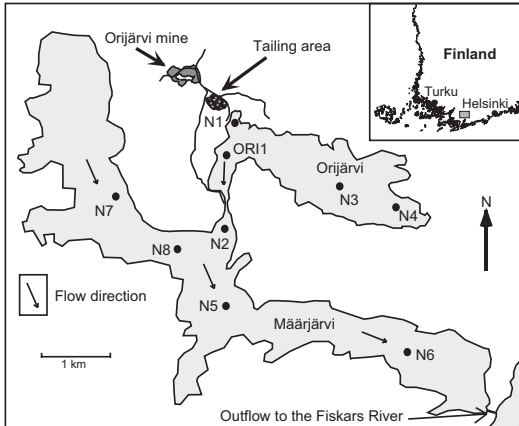 Orijärvi mine
Tailing area
Finland
Turku
Helsinki
N1
ORI1
Orijärvi
N3
N4
N
N7
N2
N8
Flow direction
N5
Määrjärvi
N6
1 km
Outflow to the Fiskars River